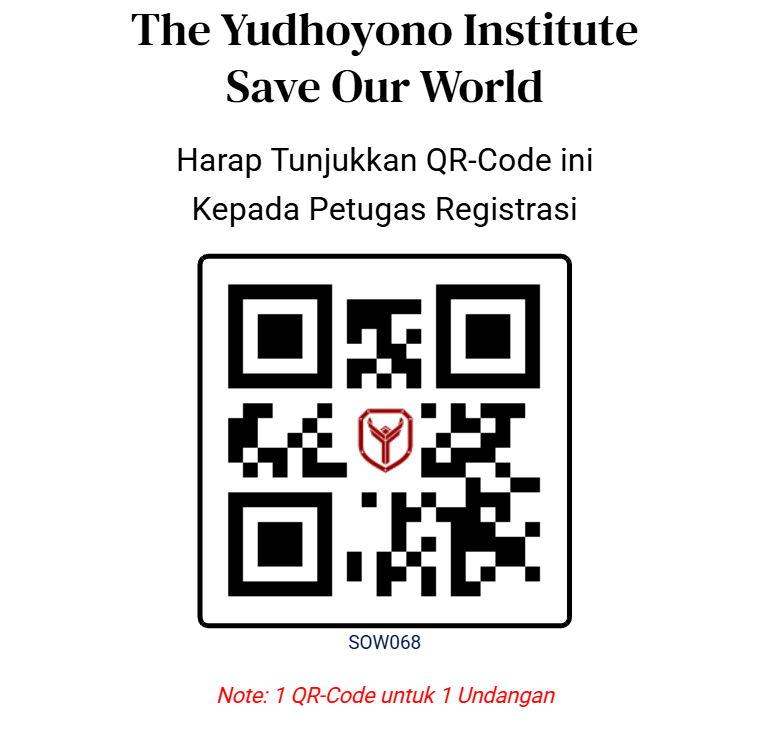 The Yudhoyono Institute
Save Our World
Harap Tunjukkan QR-Code ini
Kepada Petugas Registrasi
SOW068
Note: 1 QR-Code untuk 1 Undangan